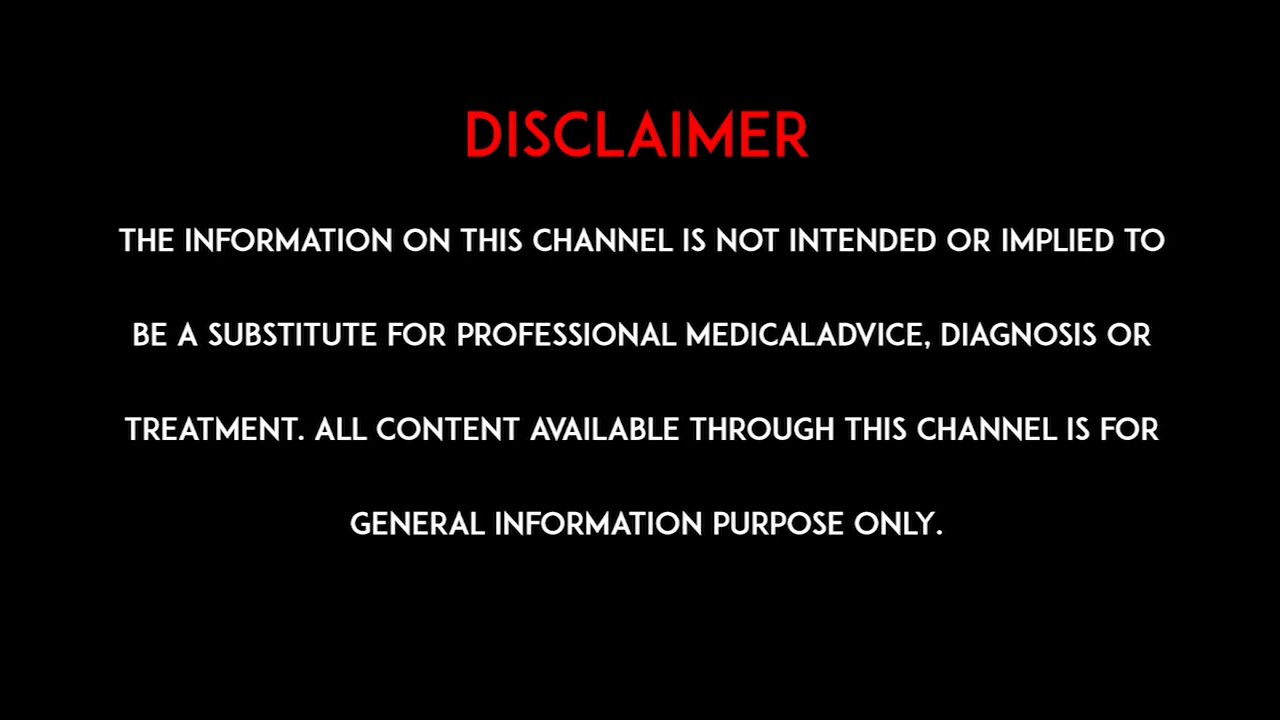 DISCLAIMER
THE INFORMATION ON THIS CHANNEL IS NOT INTENDED OR IMPLIED TO
BE A SUBSTITUTE FOR PROFESSIONAL MEDICALADVICE, DIAGNOSIS OR
TREATMENT. ALL CONTENT AVAILABLE THROUGH THIS CHANNEL IS FOR
GENERAL INFORMATION PURPOSE ONLY.